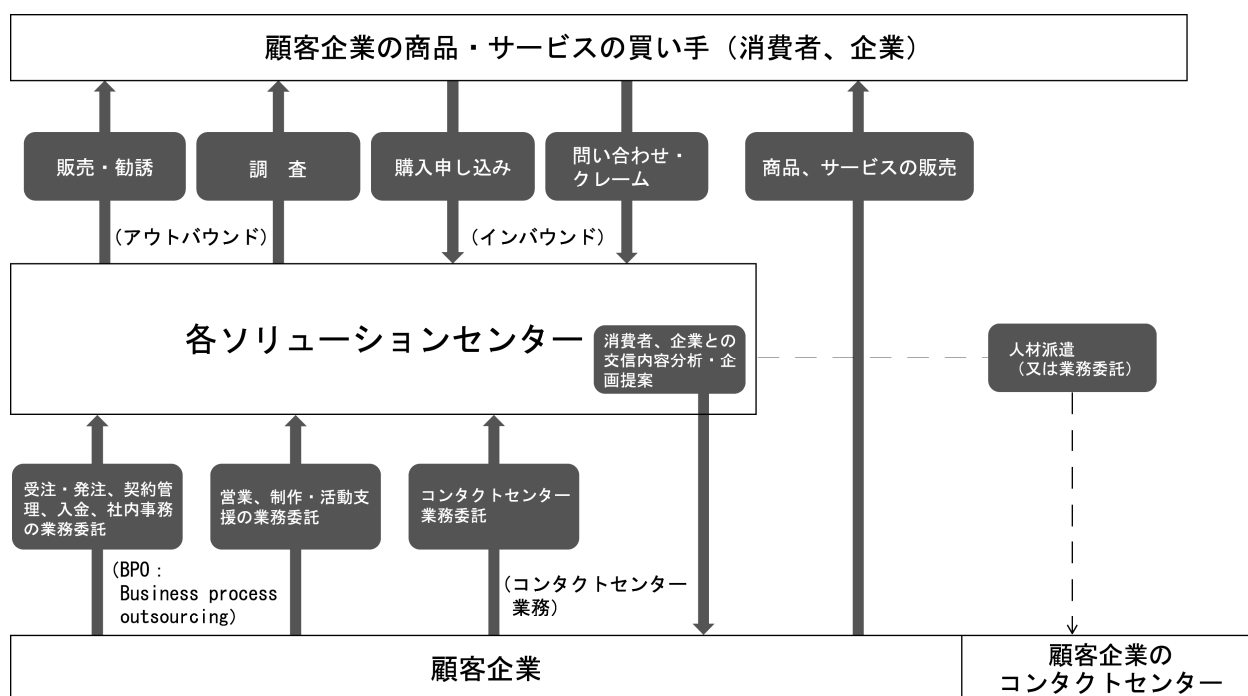 顧客企業の商品・サービスの買い手（消費者、企業）
販売・勧誘
調　査
購入申し込み
問い合わせ・
クレーム
商品、サービスの販売
（アウトバウンド）
（インバウンド）
各ソリューションセンター
消費者、企業との
交信内容分析・企
画提案
人材派遣
（又は業務委託）
受注・発注、契約管
理、入金、社内事務
の業務委託
営業、制作・活動支
援の業務委託
コンタクトセンター
業務委託
（BPO：
Business process
outsourcing）
（コンタクトセンター
業務）
顧客企業
顧客企業の
コンタクトセンター